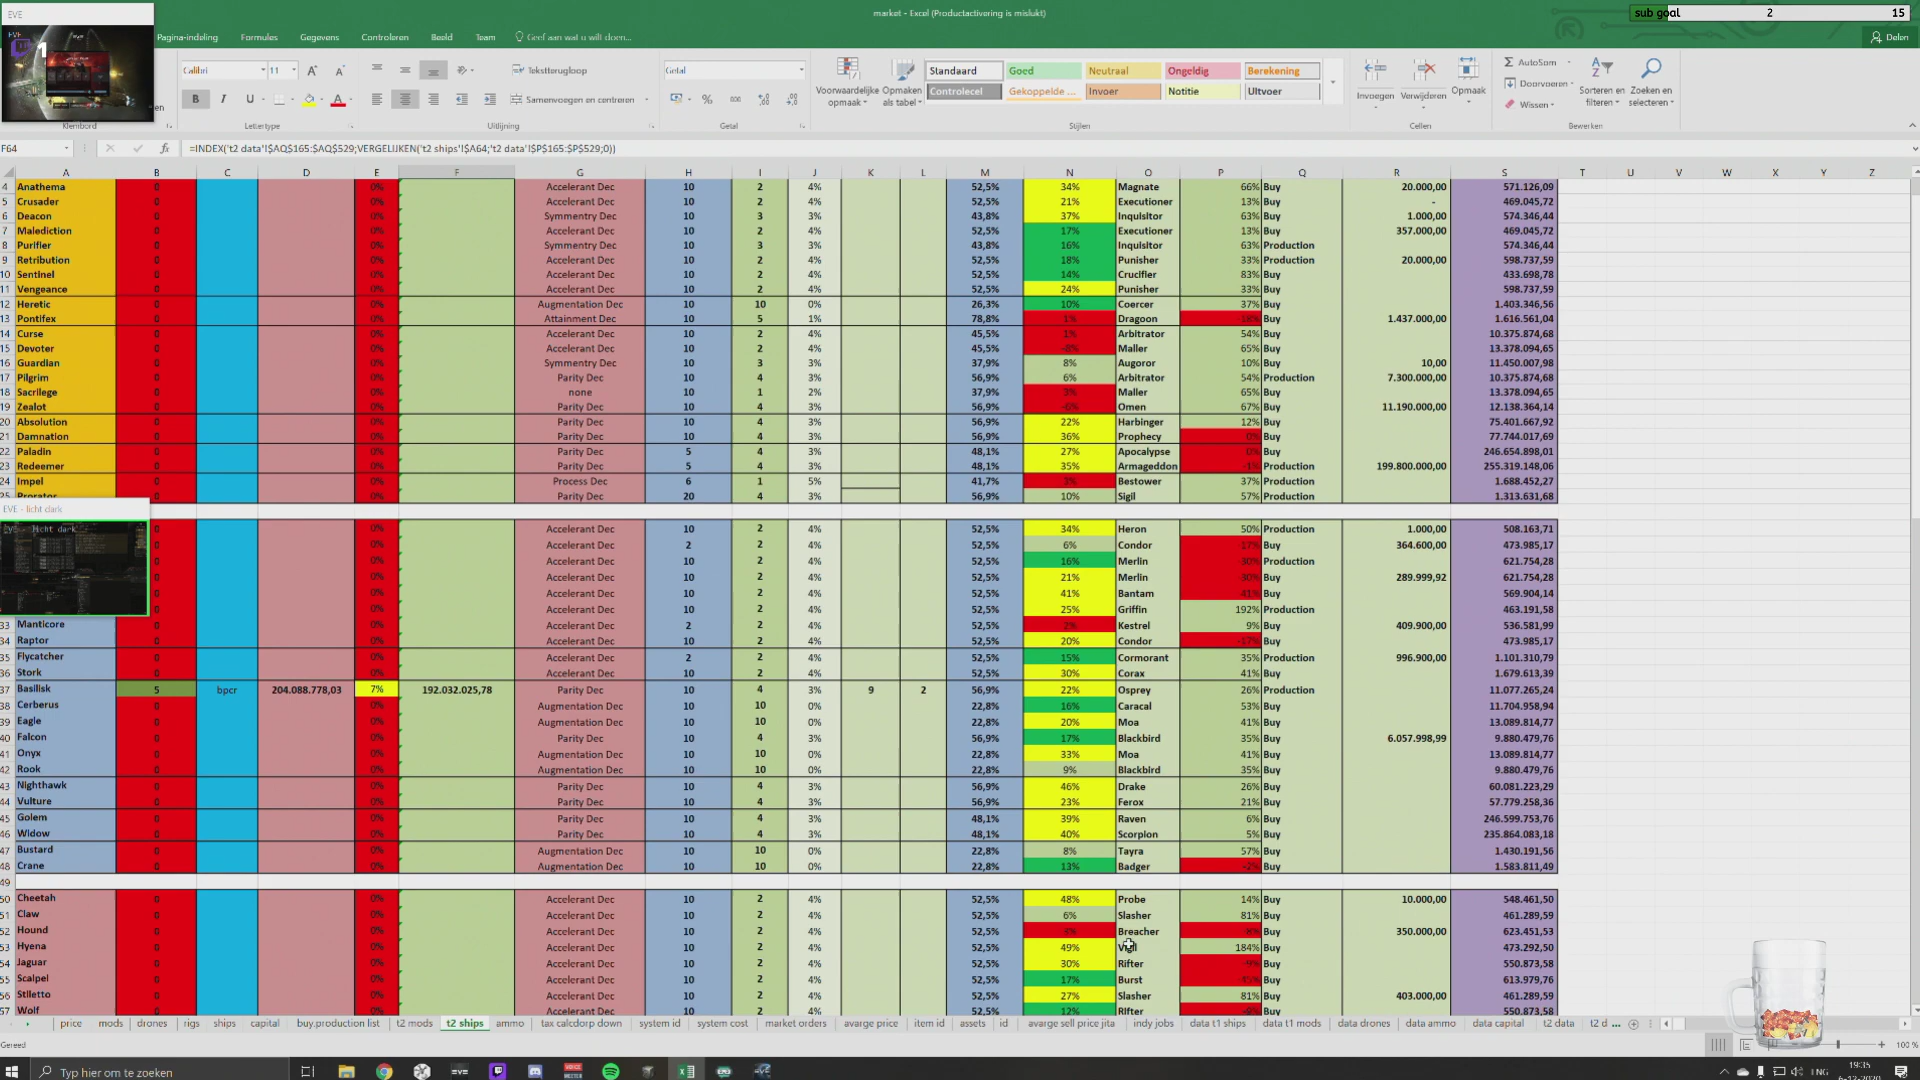 EVE
market - Excel (Productactivering is mislukt)
sub goal 2 15
Pagina-indeling Formules Gegevens Controleren Beeld Team Geef aan wat u wilt doen... Delen
Calibri 11 Tekstterugloop Getal
Standaard Goed Neutraal Ongeldig Berekening
Controlecel Gekoppelde ... Invoer Notitie Uitvoer
Samenvoegen en centreren
Voorwaardelijke opmaak Opmaken als tabel Invoegen Verwijderen Opmaak
AutoSom Doorvoeren Wissen Sorteren en filteren Zoeken en selecteren
Klembord Lettertype Uitlijning Getal Stijlen Cellen Bewerken
F64 =INDEX('t2 data'!$AQ$165:$AQ$529;VERGELIJKEN('t2 ships'!$A64;'t2 data'!$P$165:$P$529;0))
A B C D E F G H I J K L M N O P Q R S T U V W X Y Z
4 Anathema 0 0% Accelerant Dec 10 2 4% 52,5% 34% Magnate 66% Buy 20.000,00 571.126,09
5 Crusader 0 0% Accelerant Dec 10 2 4% 52,5% 21% Executioner 13% Buy - 469.045,72
6 Deacon 0 0% Symmentry Dec 10 3 3% 43,8% 37% Inquisitor 63% Buy 1.000,00 574.346,44
7 Malediction 0 0% Accelerant Dec 10 2 4% 52,5% 17% Executioner 13% Buy 357.000,00 469.045,72
8 Purifier 0 0% Symmentry Dec 10 3 3% 43,8% 16% Inquisitor 63% Production 574.346,44
9 Retribution 0 0% Accelerant Dec 10 2 4% 52,5% 18% Punisher 33% Production 20.000,00 598.737,59
10 Sentinel 0 0% Accelerant Dec 10 2 4% 52,5% 14% Crucifier 83% Buy 433.698,78
11 Vengeance 0 0% Accelerant Dec 10 2 4% 52,5% 24% Punisher 33% Buy 598.737,59
12 Heretic 0 0% Augmentation Dec 10 10 0% 26,3% 10% Coercer 37% Buy 1.403.346,56
13 Pontifex 0 0% Attainment Dec 10 5 1% 78,8% 1% Dragoon -18% Buy 1.437.000,00 1.616.561,04
14 Curse 0 0% Accelerant Dec 10 2 4% 45,5% 1% Arbitrator 54% Buy 10.375.874,68
15 Devoter 0 0% Accelerant Dec 10 2 4% 45,5% -8% Maller 65% Buy 13.378.094,65
16 Guardian 0 0% Symmentry Dec 10 3 3% 37,9% 8% Augoror 10% Buy 10,00 11.450.007,98
17 Pilgrim 0 0% Parity Dec 10 4 3% 56,9% 6% Arbitrator 54% Production 7.300.000,00 10.375.874,68
18 Sacrilege 0 0% none 10 1 2% 37,9% 3% Maller 65% Buy 13.378.094,65
19 Zealot 0 0% Parity Dec 10 4 3% 56,9% -6% Omen 67% Buy 11.190.000,00 12.138.364,14
20 Absolution 0 0% Parity Dec 10 4 3% 56,9% 22% Harbinger 12% Buy 75.401.667,92
21 Damnation 0 0% Parity Dec 10 4 3% 56,9% 36% Prophecy 0% Buy 77.744.017,69
22 Paladin 0 0% Parity Dec 5 4 3% 48,1% 27% Apocalypse 0% Buy 246.654.898,01
23 Redeemer 0 0% Parity Dec 5 4 3% 48,1% 35% Armageddon -1% Production 199.800.000,00 255.319.148,06
24 Impel 0 0% Process Dec 6 1 5% 41,7% 3% Bestower 37% Production 1.688.452,27
25 Prorator 0% Parity Dec 20 4 3% 56,9% 10% Sigil 57% Production 1.313.631,68
EVE - licht dark
0 0% Accelerant Dec 10 2 4% 52,5% 34% Heron 50% Production 1.000,00 508.163,71
0 0% Accelerant Dec 2 2 4% 52,5% 6% Condor -17% Buy 364.600,00 473.985,17
0 0% Accelerant Dec 10 2 4% 52,5% 16% Merlin -30% Production 621.754,28
0 0% Accelerant Dec 10 2 4% 52,5% 21% Merlin -30% Buy 289.999,92 621.754,28
0 0% Accelerant Dec 10 2 4% 52,5% 41% Bantam -41% Buy 569.904,14
0 0% Accelerant Dec 10 2 4% 52,5% 25% Griffin 192% Production 463.191,58
33 Manticore 0 0% Accelerant Dec 2 2 4% 52,5% 2% Kestrel 9% Buy 409.900,00 536.581,99
34 Raptor 0 0% Accelerant Dec 10 2 4% 52,5% 20% Condor -17% Buy 473.985,17
35 Flycatcher 0 0% Accelerant Dec 2 2 4% 52,5% 15% Cormorant 35% Production 996.900,00 1.101.310,79
36 Stork 0 0% Accelerant Dec 10 2 4% 52,5% 30% Corax 41% Buy 1.679.613,39
37 Basilisk 5 bpcr 204.088.778,03 7% 192.032.025,78 Parity Dec 10 4 3% 9 2 56,9% 22% Osprey 26% Production 11.077.265,24
38 Cerberus 0 0% Augmentation Dec 10 10 0% 22,8% 16% Caracal 53% Buy 11.704.958,94
39 Eagle 0 0% Augmentation Dec 10 10 0% 22,8% 20% Moa 41% Buy 13.089.814,77
40 Falcon 0 0% Parity Dec 10 4 3% 56,9% 17% Blackbird 35% Buy 6.057.998,99 9.880.479,76
41 Onyx 0 0% Augmentation Dec 10 10 0% 22,8% 33% Moa 41% Buy 13.089.814,77
42 Rook 0 0% Augmentation Dec 10 10 0% 22,8% 9% Blackbird 35% Buy 9.880.479,76
43 Nighthawk 0 0% Parity Dec 10 4 3% 56,9% 46% Drake 26% Buy 60.081.223,29
44 Vulture 0 0% Parity Dec 10 4 3% 56,9% 23% Ferox 21% Buy 57.779.258,36
45 Golem 0 0% Parity Dec 10 4 3% 48,1% 39% Raven 6% Buy 246.599.753,76
46 Widow 0 0% Parity Dec 10 4 3% 48,1% 40% Scorpion 5% Buy 235.864.083,18
47 Bustard 0 0% Augmentation Dec 10 10 0% 22,8% 8% Tayra 57% Buy 1.430.191,56
48 Crane 0 0% Augmentation Dec 10 10 0% 22,8% 13% Badger -2% Buy 1.583.811,49
49
50 Cheetah 0 0% Accelerant Dec 10 2 4% 52,5% 48% Probe 14% Buy 10.000,00 548.461,50
51 Claw 0 0% Accelerant Dec 10 2 4% 52,5% 6% Slasher 81% Buy 461.289,59
52 Hound 0 0% Accelerant Dec 10 2 4% 52,5% 3% Breacher -8% Buy 350.000,00 623.451,53
53 Hyena 0 0% Accelerant Dec 10 2 4% 52,5% 49% Vigil 184% Buy 473.292,50
54 Jaguar 0 0% Accelerant Dec 10 2 4% 52,5% 30% Rifter -9% Buy 550.873,58
55 Scalpel 0 0% Accelerant Dec 10 2 4% 52,5% 17% Burst -45% Buy 613.979,76
56 Stiletto 0 0% Accelerant Dec 10 2 4% 52,5% 27% Slasher 81% Buy 403.000,00 461.289,59
57 Wolf 0 0% Accelerant Dec 10 2 4% 52,5% 12% Rifter -9% Buy 550.873,58
price mods drones rigs ships capital buy.production list t2 mods t2 ships ammo tax calcdorp down system id system cost market orders avarge price item id assets id avarge sell price jita indy jobs data t1 ships data t1 mods data drones data ammo data capital t2 data t2 d ...
Gereed 100 %
Typ hier om te zoeken ENG 19:35
6-12-2020